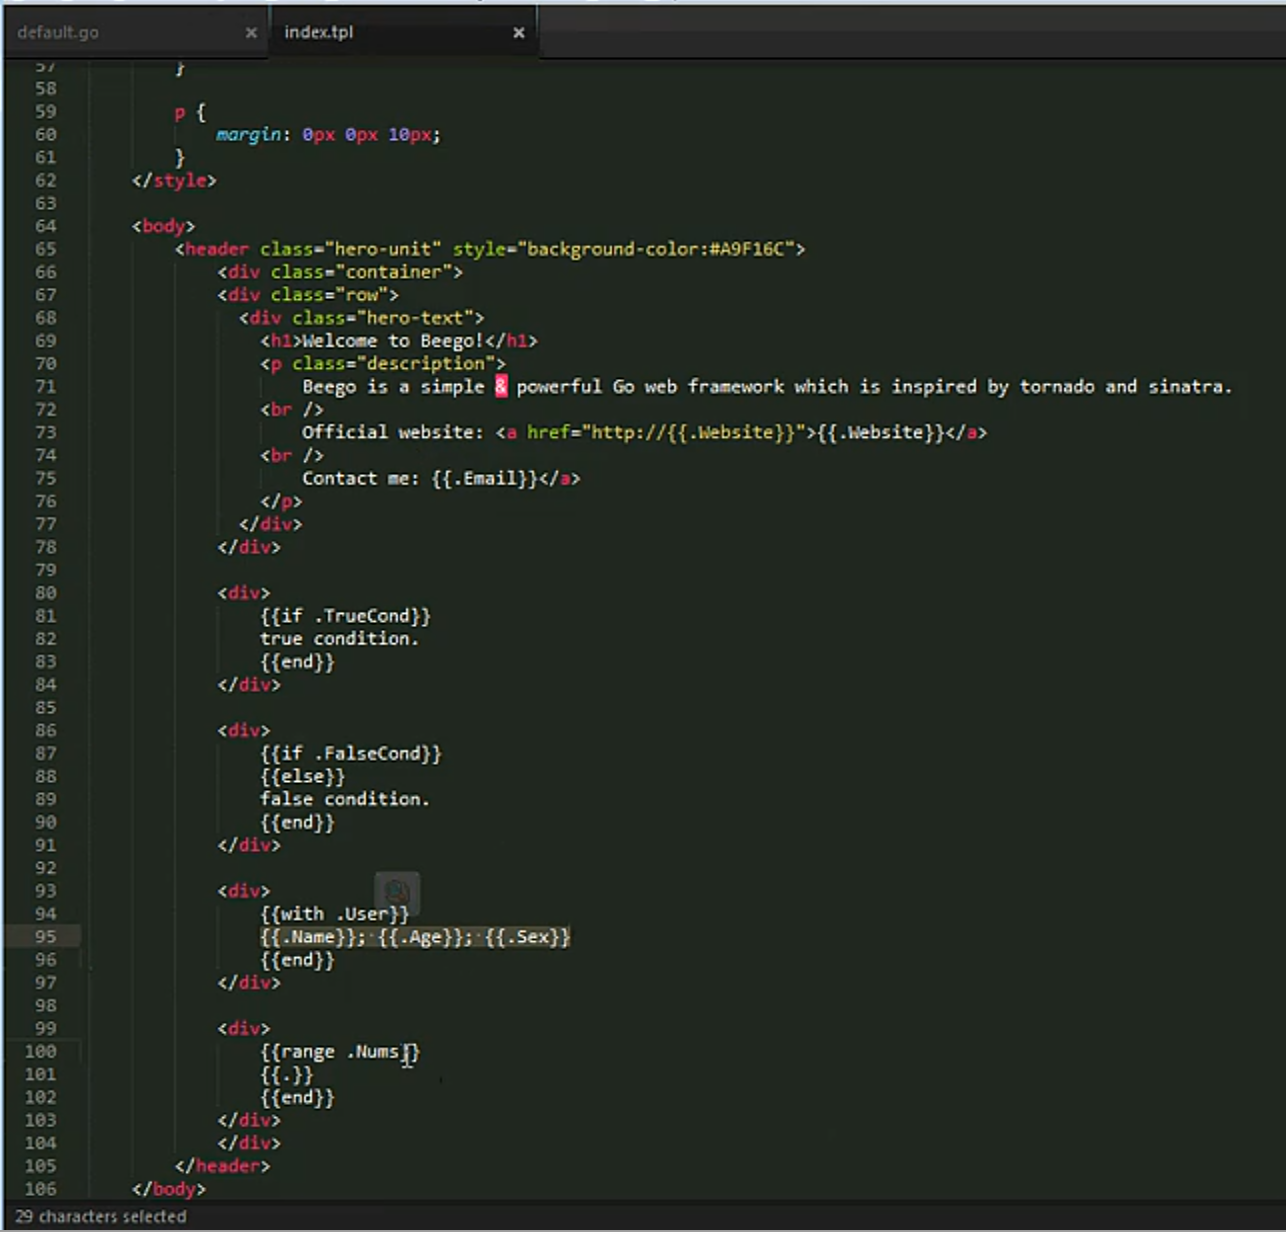 default.go × index.tpl ×
57 }
58
59 p {
60 margin: 0px 0px 10px;
61 }
62 </style>
63
64 <body>
65 <header class="hero-unit" style="background-color:#A9F16C">
66 <div class="container">
67 <div class="row">
68 <div class="hero-text">
69 <h1>Welcome to Beego!</h1>
70 <p class="description">
71 Beego is a simple & powerful Go web framework which is inspired by tornado and sinatra.
72 <br />
73 Official website: <a href="http://{{.Website}}">{{.Website}}</a>
74 <br />
75 Contact me: {{.Email}}</a>
76 </p>
77 </div>
78 </div>
79
80 <div>
81 {{if .TrueCond}}
82 true condition.
83 {{end}}
84 </div>
85
86 <div>
87 {{if .FalseCond}}
88 {{else}}
89 false condition.
90 {{end}}
91 </div>
92
93 <div>
94 {{with .User}}
95 {{.Name}}; {{.Age}}; {{.Sex}}
96 {{end}}
97 </div>
98
99 <div>
100 {{range .Nums}}
101 {{.}}
102 {{end}}
103 </div>
104 </div>
105 </header>
106 </body>
29 characters selected